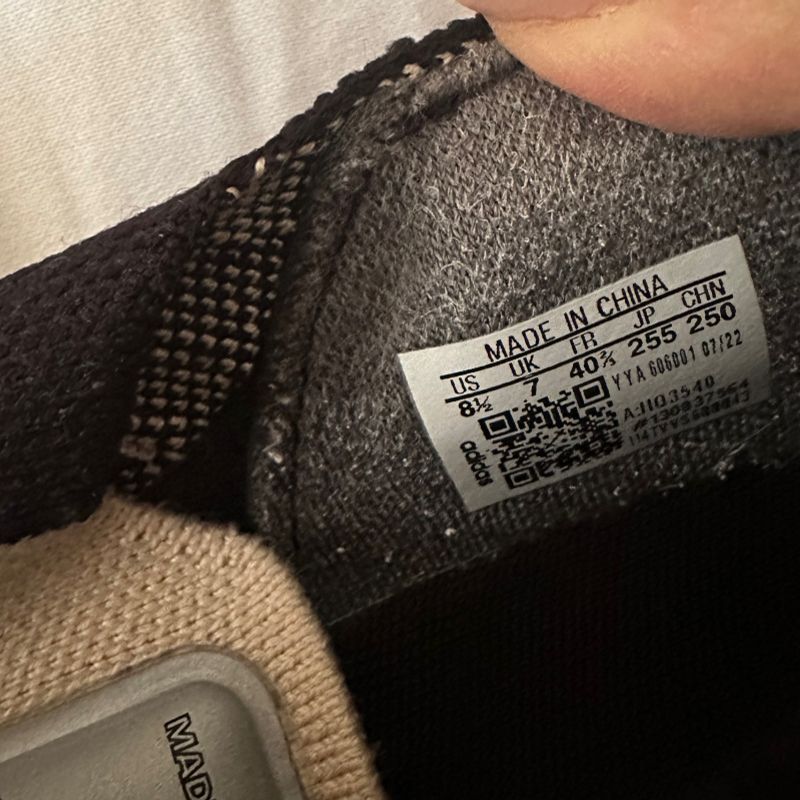 MADE IN CHINA
US UK FR JP CHN
8½ 7 40⅔ 255 250
YYA 606001 07/22
adidas
MAD